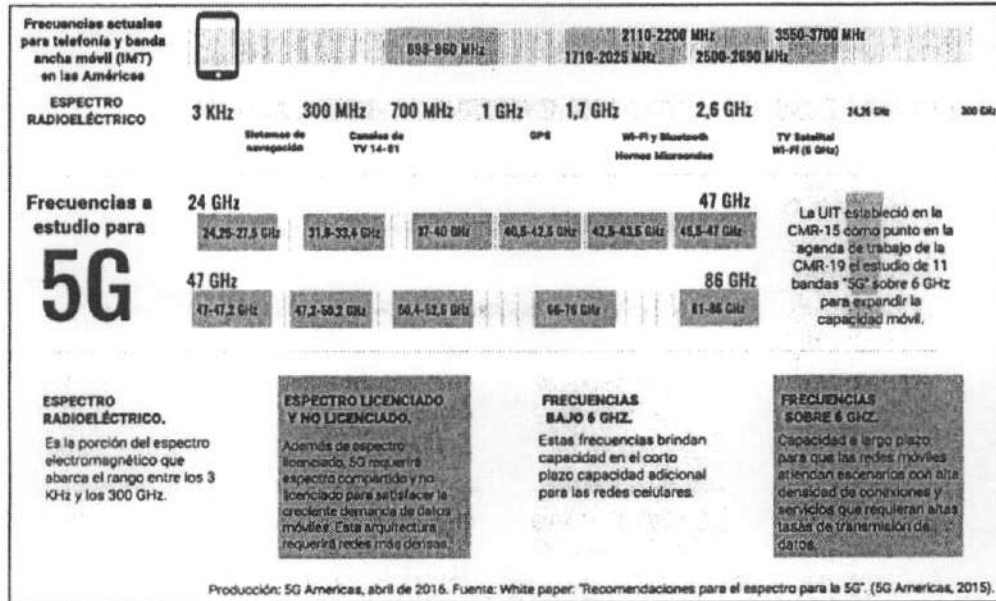 Frecuencias actuales
para telefonía y banda
ancha móvil (IMT)
en las Américas
698-960 MHz
2110-2200 MHz
3550-3700 MHz
1710-2025 MHz
2500-2690 MHz
ESPECTRO
RADIOELÉCTRICO
3 KHz 300 MHz 700 MHz 1 GHz 1,7 GHz 2,6 GHz 24,25 GHz 300 GHz
Sistemas de
navegación
Canales de
TV 14-51
GPS
Wi-Fi y Bluetooth
Hornos Microondas
TV Satelital
Wi-Fi (5 GHz)
Frecuencias a
estudio para
5G
24 GHz 47 GHz
24,25-27,5 GHz 31,8-33,4 GHz 37-40 GHz 40,5-42,5 GHz 42,5-43,5 GHz 45,5-47 GHz
47 GHz 86 GHz
47-47,2 GHz 47,2-50,2 GHz 50,4-52,6 GHz 66-76 GHz 81-86 GHz
La UIT estableció en la
CMR-15 como punto en la
agenda de trabajo de la
CMR-19 el estudio de 11
bandas "5G" sobre 6 GHz
para expandir la
capacidad móvil.
ESPECTRO
RADIOELÉCTRICO.
Es la porción del espectro
electromagnético que
abarca el rango entre los 3
KHz y los 300 GHz.
ESPECTRO LICENCIADO
Y NO LICENCIADO.
Además de espectro
licenciado, 5G requerirá
espectro compartido y no
licenciado para satisfacer la
creciente demanda de datos
móviles. Esta arquitectura
requerirá redes más densas.
FRECUENCIAS
BAJO 6 GHZ.
Estas frecuencias brindan
capacidad en el corto
plazo capacidad adicional
para las redes celulares.
FRECUENCIAS
SOBRE 6 GHZ.
Capacidad a largo plazo
para que las redes móviles
atiendan escenarios con alta
densidad de conexiones y
servicios que requieran altas
tasas de transmisión de
datos.
Producción: 5G Americas, abril de 2016. Fuente: White paper: "Recomendaciones para el espectro para la 5G". (5G Americas, 2015).